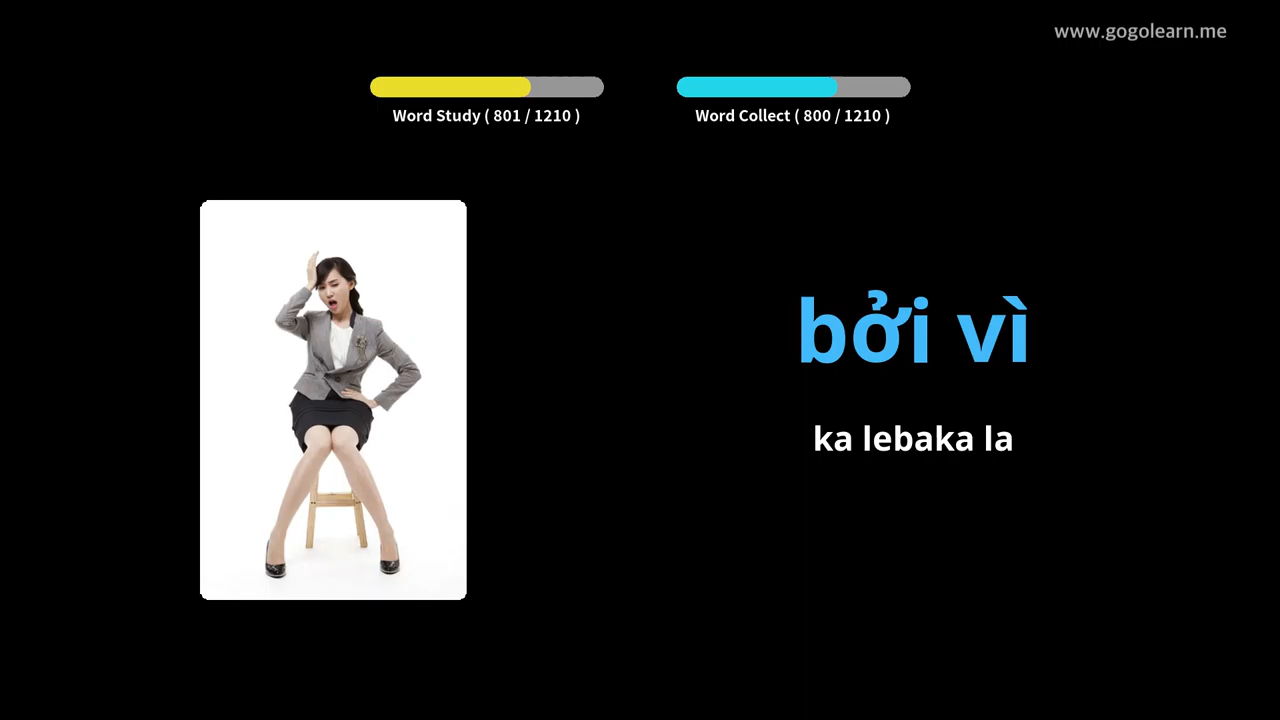 www.gogolearn.me
Word Study ( 801 / 1210 )
Word Collect ( 800 / 1210 )
bởi vì
ka lebaka la